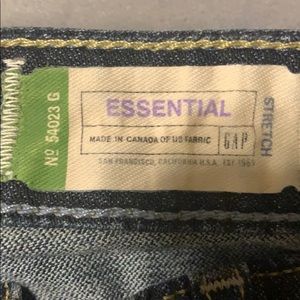 Nº 54023 G
ESSENTIAL
MADE IN CANADA OF US FABRIC
GAP
SAN FRANCISCO, CALIFORNIA U.S.A. EST. 1969
STRETCH